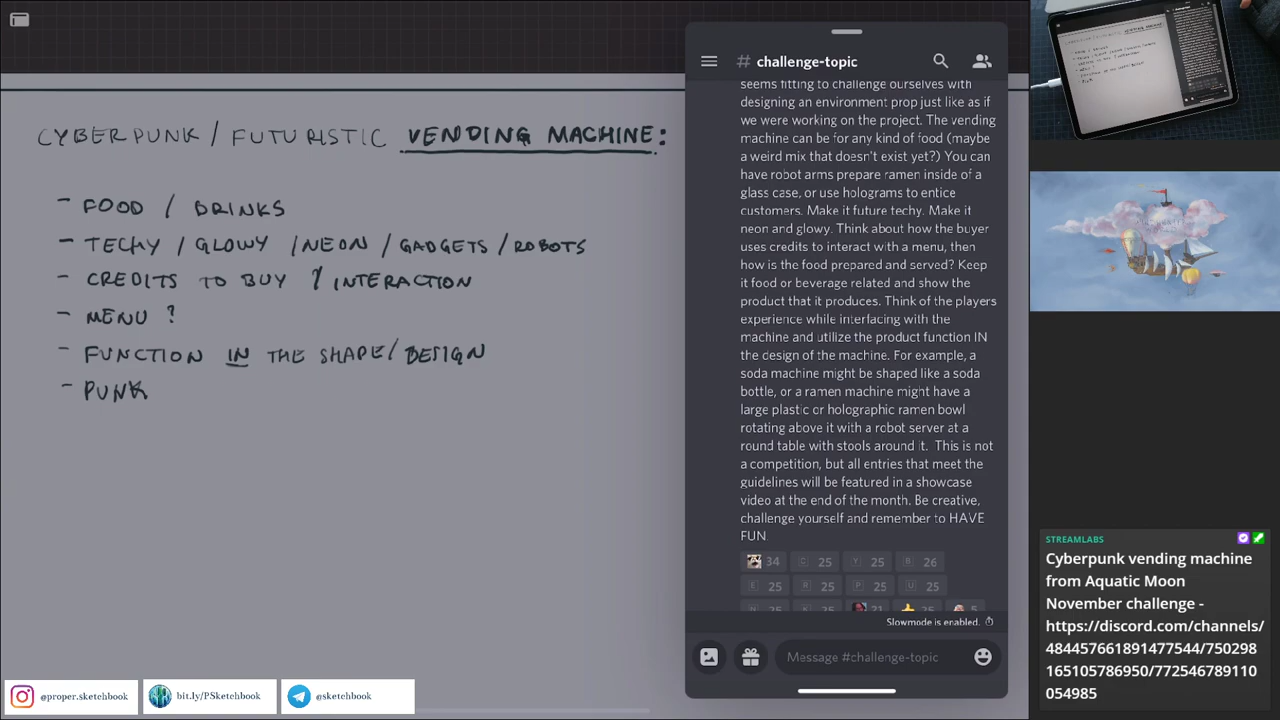 CYBERPUNK / FUTURISTIC VENDING MACHINE:
- FOOD / DRINKS
- TECHY / GLOWY / NEON / GADGETS / ROBOTS
- CREDITS TO BUY / INTERACTION
- MENU ?
- FUNCTION IN THE SHAPE / DESIGN
- PUNK
# challenge-topic
seems fitting to challenge ourselves with
designing an environment prop just like as if
we were working on the project. The vending
machine can be for any kind of food (maybe
a weird mix that doesn't exist yet?) You can
have robot arms prepare ramen inside of a
glass case, or use holograms to entice
customers. Make it future techy. Make it
neon and glowy. Think about how the buyer
uses credits to interact with a menu, then
how is the food prepared and served? Keep
it food or beverage related and show the
product that it produces. Think of the players
experience while interfacing with the
machine and utilize the product function IN
the design of the machine. For example, a
soda machine might be shaped like a soda
bottle, or a ramen machine might have a
large plastic or holographic ramen bowl
rotating above it with a robot server at a
round table with stools around it. This is not
a competition, but all entries that meet the
guidelines will be featured in a showcase
video at the end of the month. Be creative,
challenge yourself and remember to HAVE
FUN.
34 C 25 Y 25 B 26
E 25 R 25 P 25 U 25
Slowmode is enabled.
Message #challenge-topic
STREAMLABS
Cyberpunk vending machine
from Aquatic Moon
November challenge -
https://discord.com/channels/
484457661891477544/750298
165105786950/772546789110
054985
@proper.sketchbook
bit.ly/PSketchbook
@sketchbook